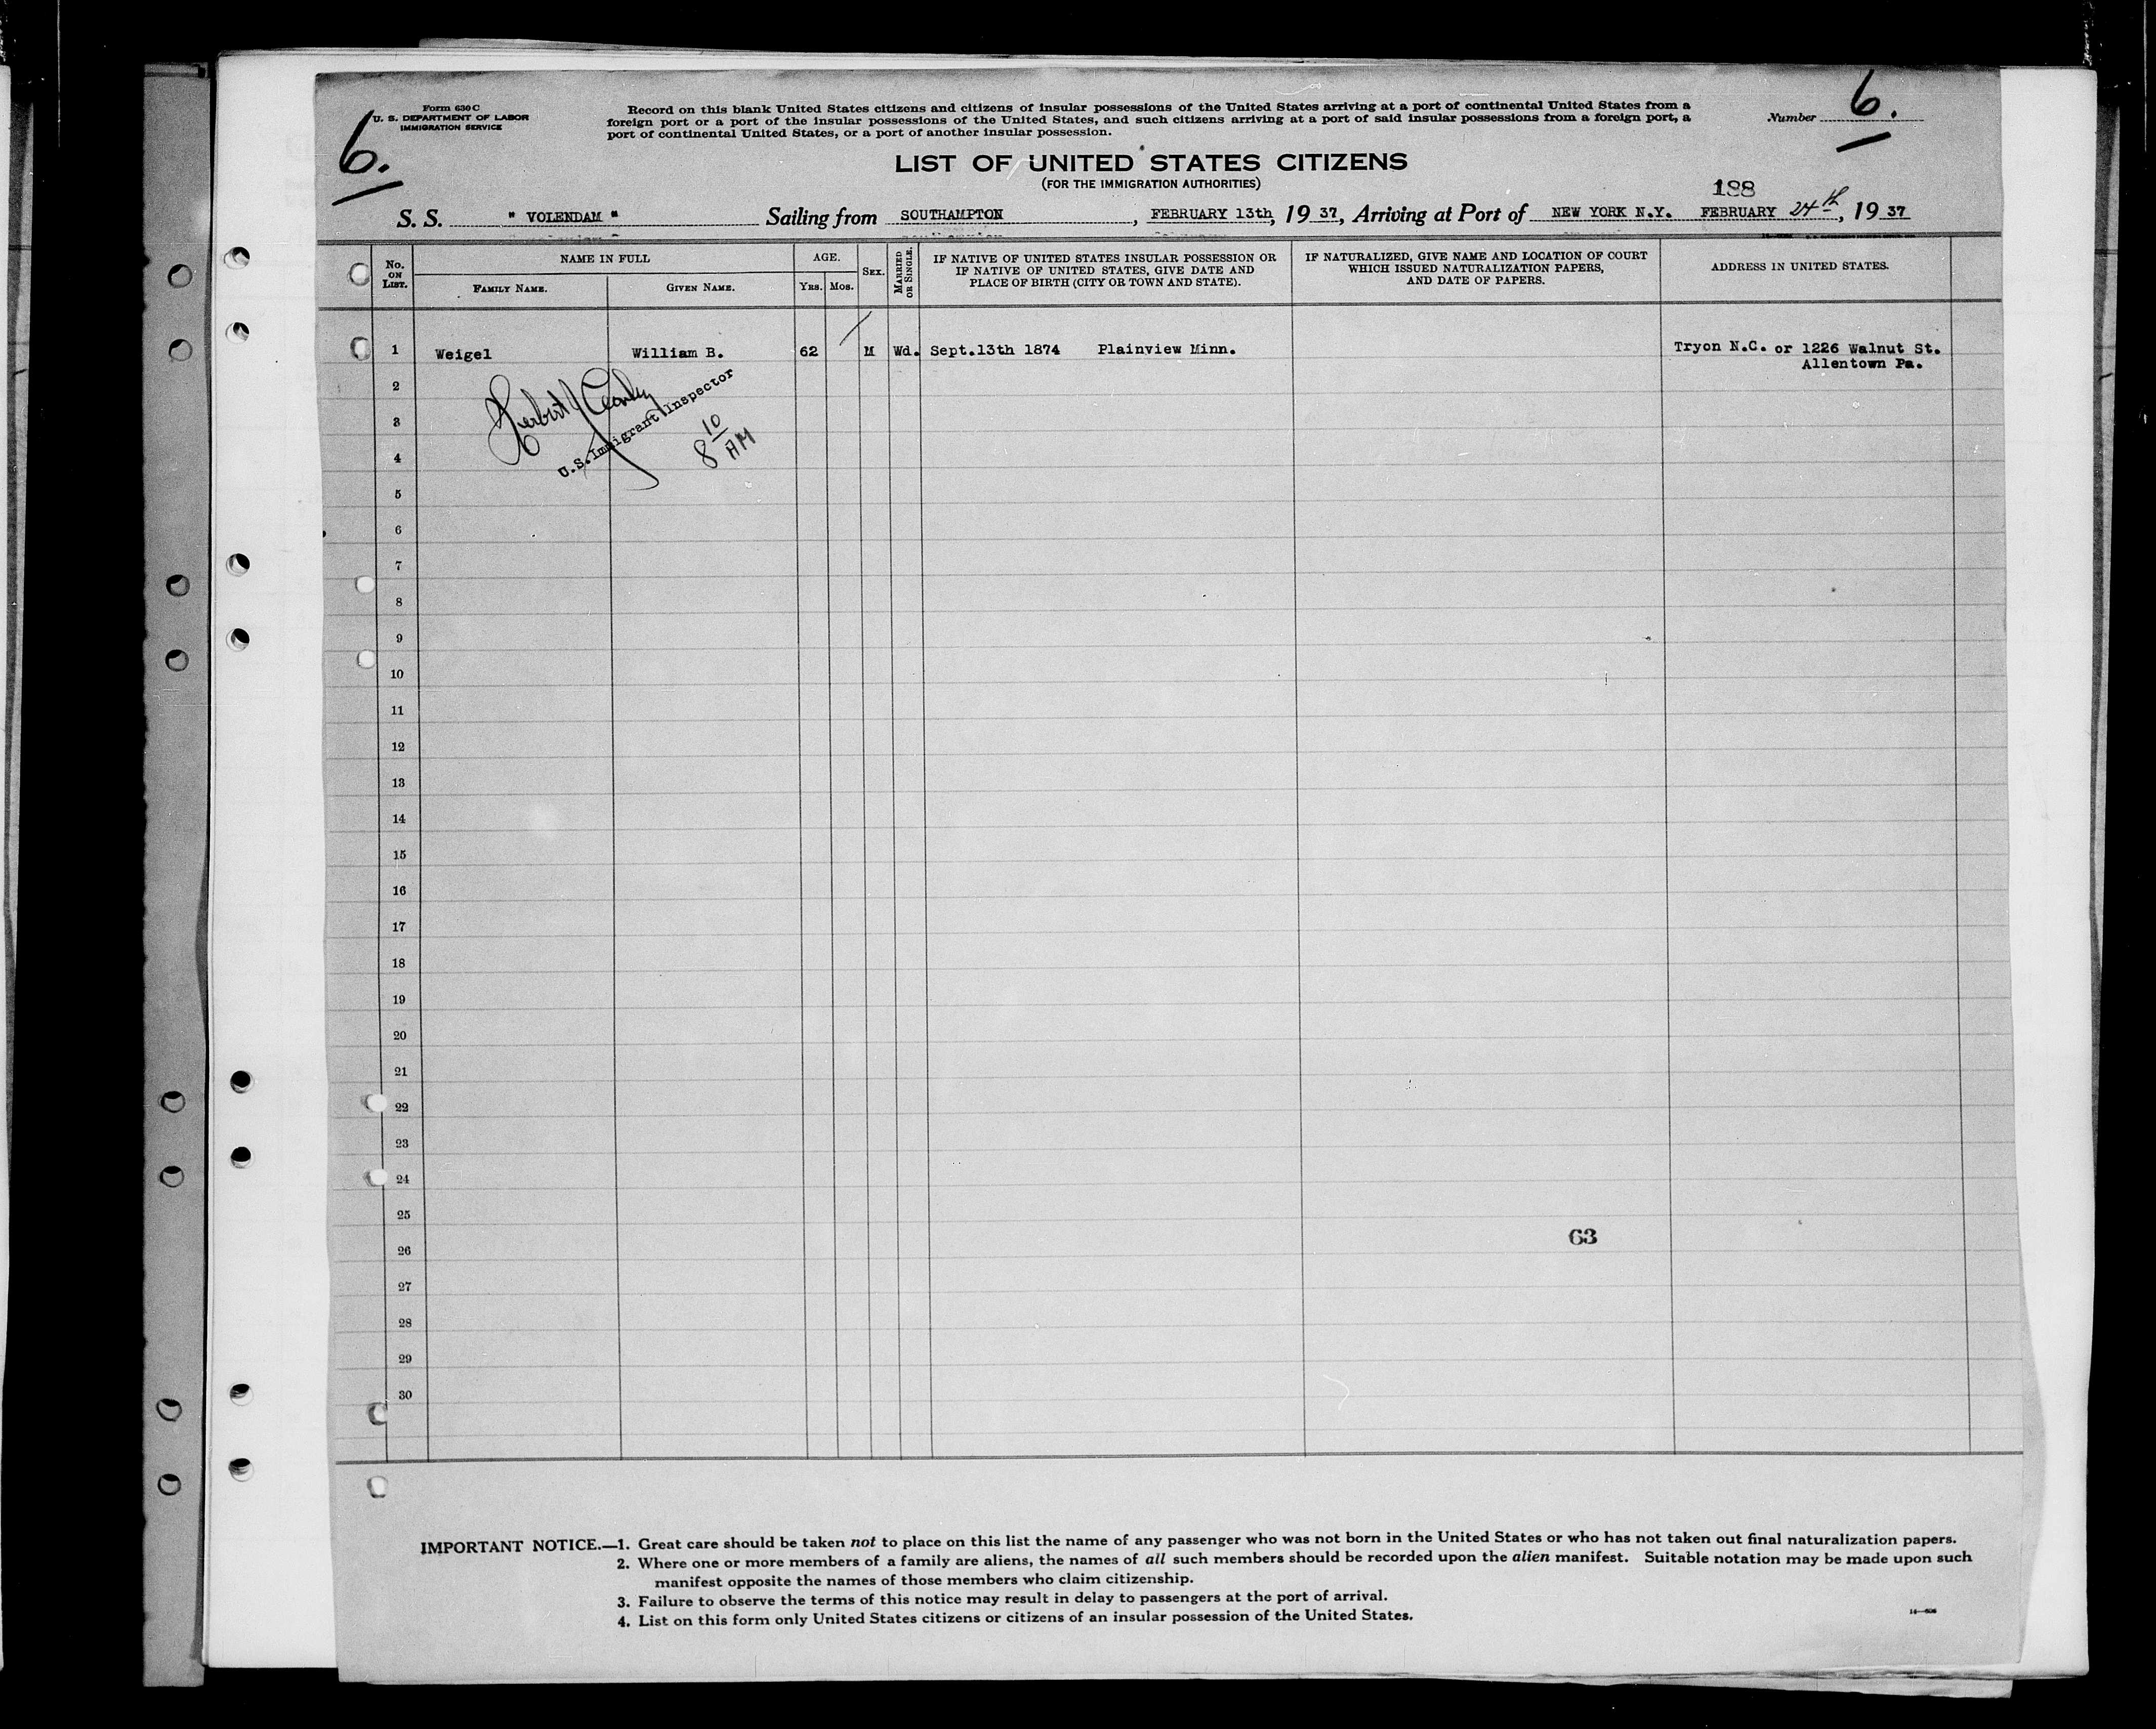 Form 630 C
U. S. DEPARTMENT OF LABOR
IMMIGRATION SERVICE
6.
Record on this blank United States citizens and citizens of insular possessions of the United States arriving at a port of continental United States from a
foreign port or a port of the insular possessions of the United States, and such citizens arriving at a port of said insular possessions from a foreign port, a
port of continental United States, or a port of another insular possession.
Number 6.
LIST OF UNITED STATES CITIZENS
(FOR THE IMMIGRATION AUTHORITIES)
188
S. S. " VOLENDAM " Sailing from SOUTHAMPTON, FEBRUARY 13th, 19 37, Arriving at Port of NEW YORK N.Y. FEBRUARY 24th, 19 37
No. ON LIST.
NAME IN FULL
FAMILY NAME.
GIVEN NAME.
AGE.
YRS.
MOS.
SEX.
MARRIED OR SINGLE.
IF NATIVE OF UNITED STATES INSULAR POSSESSION OR
IF NATIVE OF UNITED STATES, GIVE DATE AND
PLACE OF BIRTH (CITY OR TOWN AND STATE).
IF NATURALIZED, GIVE NAME AND LOCATION OF COURT
WHICH ISSUED NATURALIZATION PAPERS,
AND DATE OF PAPERS.
ADDRESS IN UNITED STATES.
1 Weigel William B. 62 M Wd. Sept.13th 1874 Plainview Minn. Tryon N.C. or 1226 Walnut St.
Allentown Pa.
2
Herbert J
U.S. Immigrant Inspector
3
8 10 AM
4
5
6
7
8
9
10
11
12
13
14
15
16
17
18
19
20
21
22
23
24
25
63
26
27
28
29
30
IMPORTANT NOTICE.—1. Great care should be taken not to place on this list the name of any passenger who was not born in the United States or who has not taken out final naturalization papers.
2. Where one or more members of a family are aliens, the names of all such members should be recorded upon the alien manifest. Suitable notation may be made upon such
manifest opposite the names of those members who claim citizenship.
3. Failure to observe the terms of this notice may result in delay to passengers at the port of arrival.
4. List on this form only United States citizens or citizens of an insular possession of the United States.